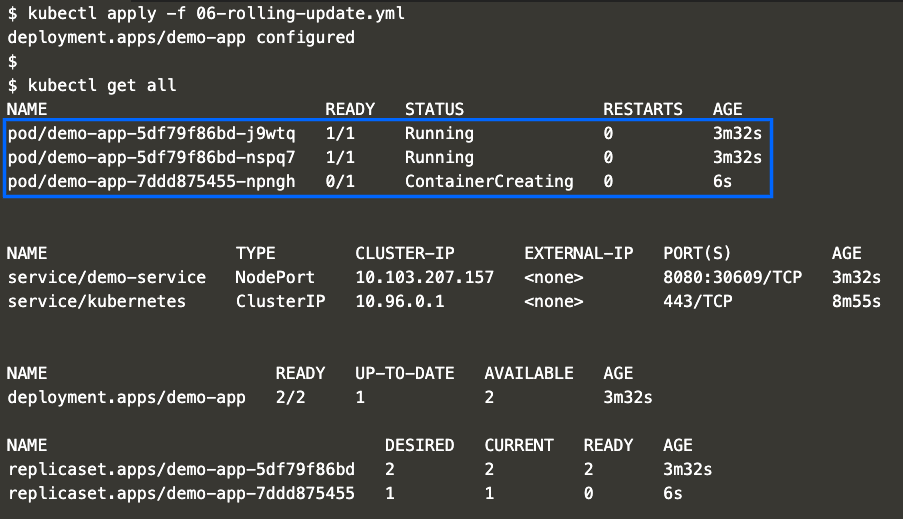 $ kubectl apply -f 06-rolling-update.yml
deployment.apps/demo-app configured
$
$ kubectl get all
NAME READY STATUS RESTARTS AGE
pod/demo-app-5df79f86bd-j9wtq 1/1 Running 0 3m32s
pod/demo-app-5df79f86bd-nspq7 1/1 Running 0 3m32s
pod/demo-app-7ddd875455-npngh 0/1 ContainerCreating 0 6s
NAME TYPE CLUSTER-IP EXTERNAL-IP PORT(S) AGE
service/demo-service NodePort 10.103.207.157 <none> 8080:30609/TCP 3m32s
service/kubernetes ClusterIP 10.96.0.1 <none> 443/TCP 8m55s
NAME READY UP-TO-DATE AVAILABLE AGE
deployment.apps/demo-app 2/2 1 2 3m32s
NAME DESIRED CURRENT READY AGE
replicaset.apps/demo-app-5df79f86bd 2 2 2 3m32s
replicaset.apps/demo-app-7ddd875455 1 1 0 6s